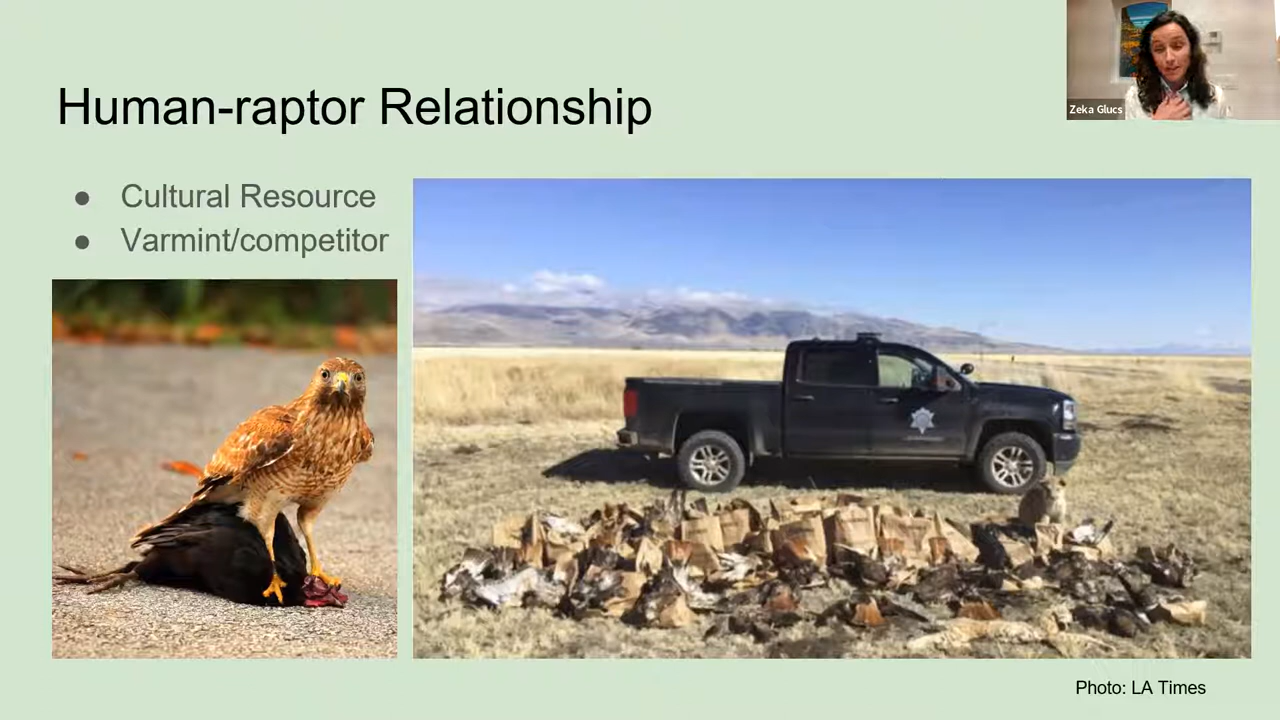 Zeka Glucs
Human-raptor Relationship
● Cultural Resource
● Varmint/competitor
Photo: LA Times